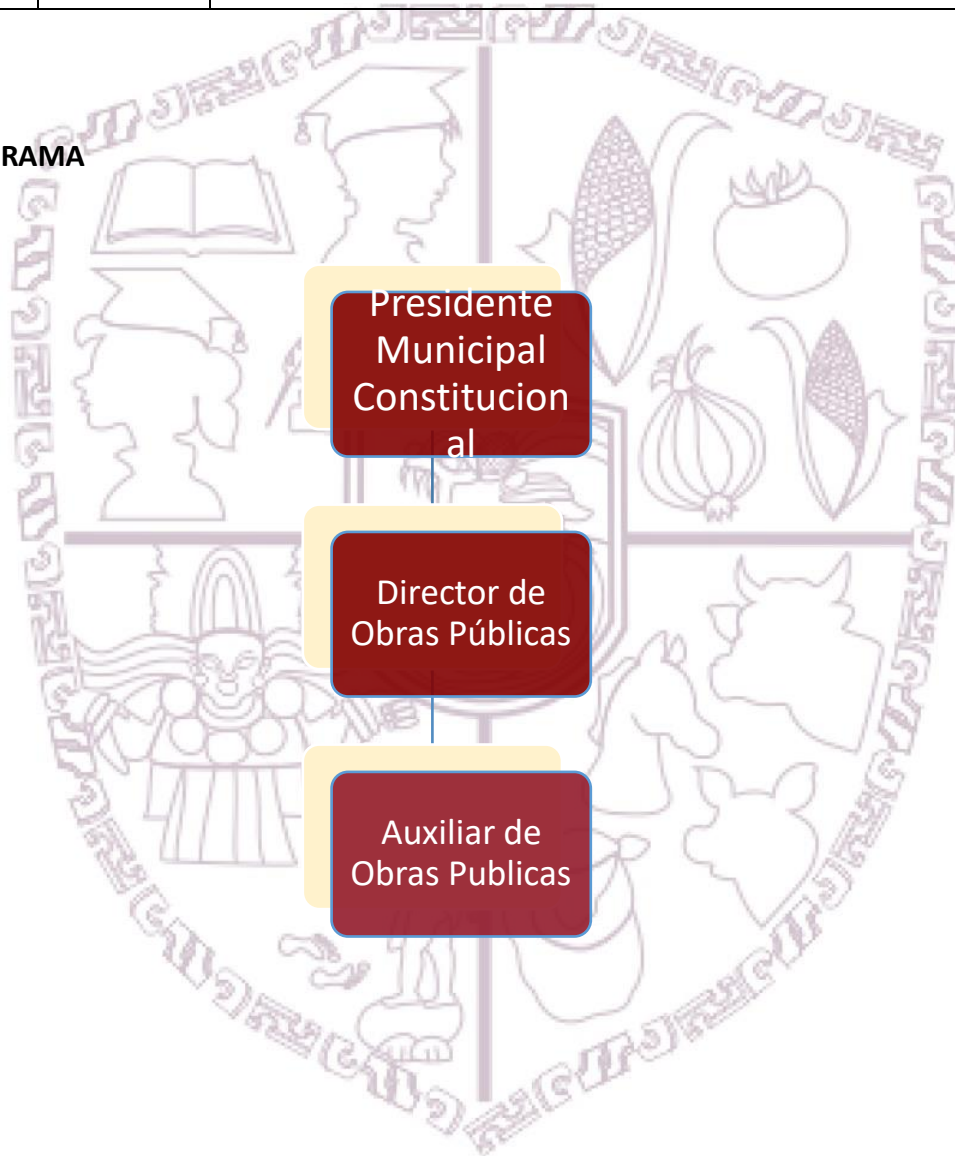 RAMA
Presidente
Municipal
Constitucion
al
Director de
Obras Públicas
Auxiliar de
Obras Publicas